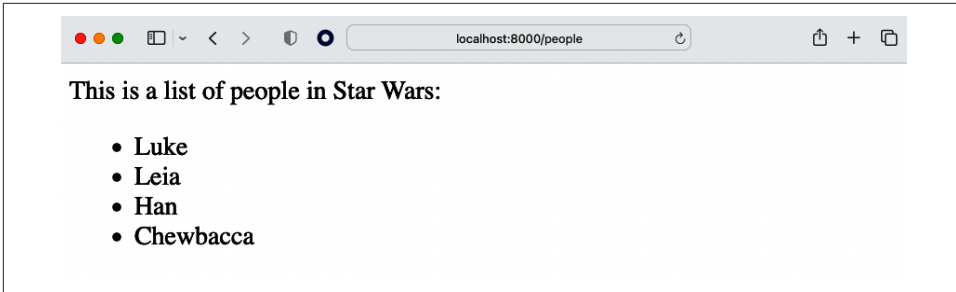 localhost:8000/people
This is a list of people in Star Wars:
• Luke
• Leia
• Han
• Chewbacca